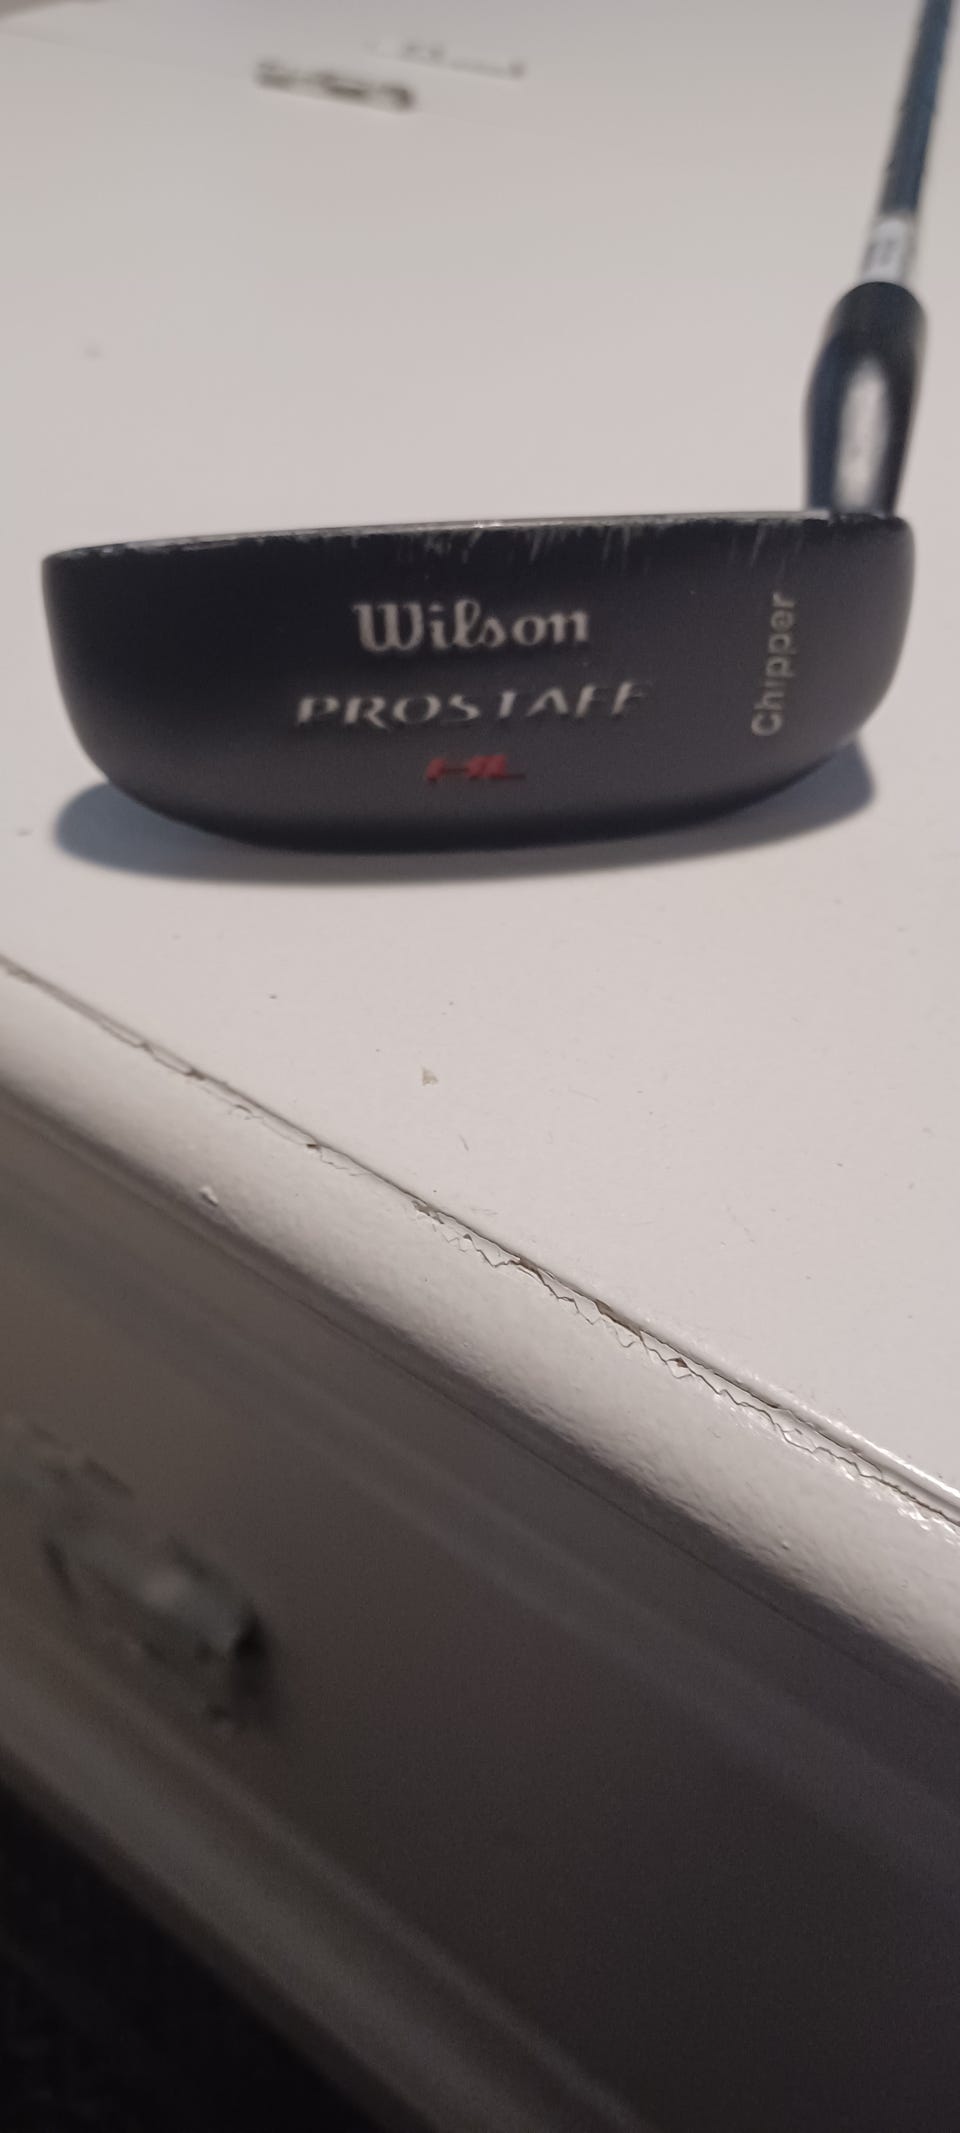 Wilson
PROSTAFF
HL
Chipper